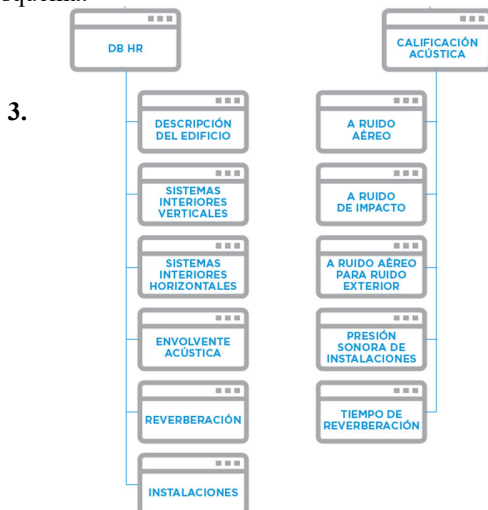 DB HR
CALIFICACIÓN
ACÚSTICA
3.
DESCRIPCIÓN
DEL EDIFICIO
SISTEMAS
INTERIORES
VERTICALES
SISTEMAS
INTERIORES
HORIZONTALES
ENVOLVENTE
ACÚSTICA
REVERBERACIÓN
INSTALACIONES
A RUIDO
AÉREO
A RUIDO
DE IMPACTO
A RUIDO AÉREO
PARA RUIDO
EXTERIOR
PRESIÓN
SONORA DE
INSTALACIONES
TIEMPO DE
REVERBERACIÓN